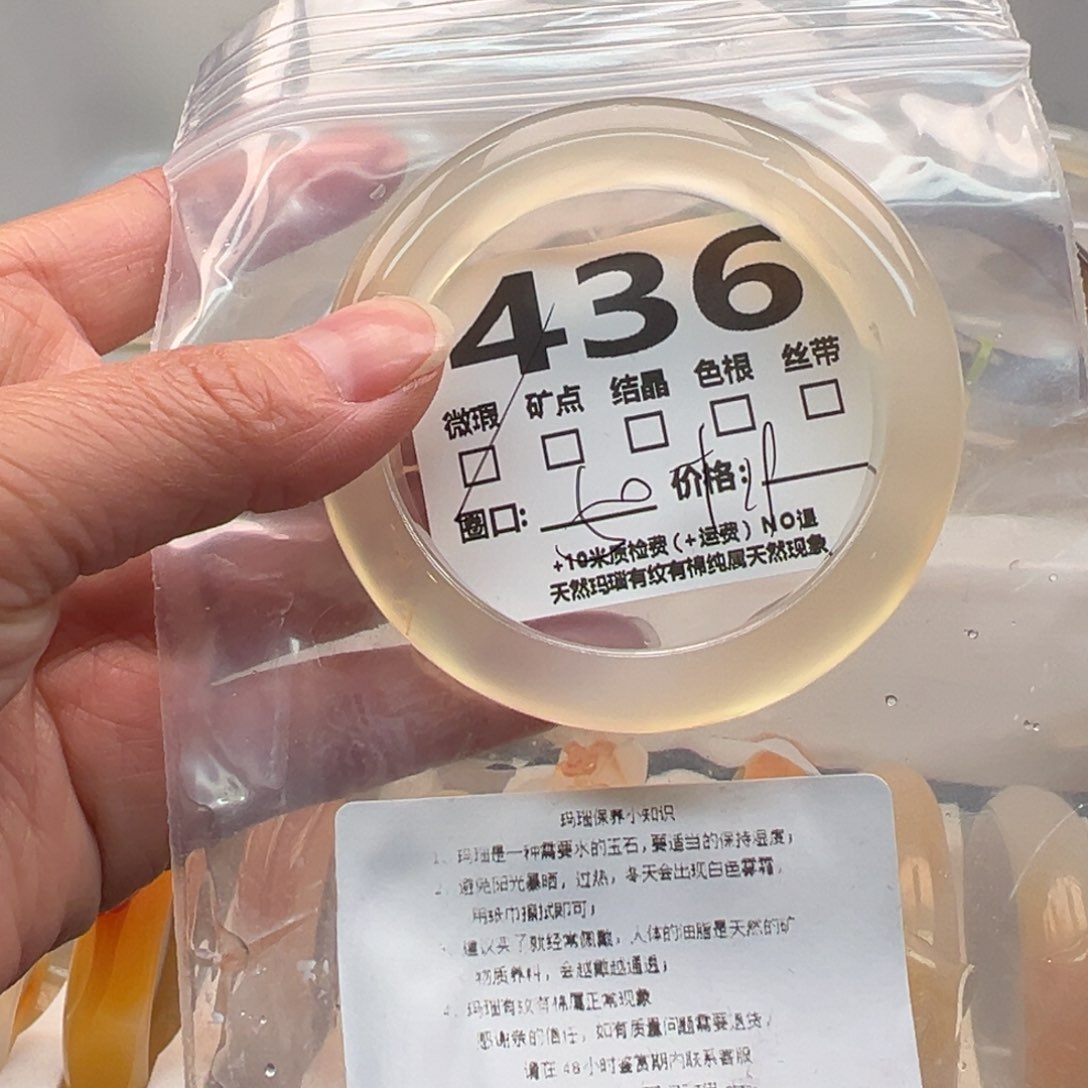 436
微瑕 矿点 结晶 色根 丝带
圈口: 价格:
+10米质检费(+运费)NO退
天然玛瑙有纹有棉纯属天然现象
玛瑙保养小知识
1、玛瑙是一种需要水的玉石,要适当的保持湿度;
2、避免阳光暴晒,过热,冬天会出现白色雾霜,
用纸巾擦拭即可;
3、建议买了就经常佩戴,人体的油脂是天然的矿
物质养料,会越戴越通透;
4、玛瑙有纹有棉属正常现象
感谢亲的信任,如有质量问题需要退货,
请在48小时鉴赏期内联系客服